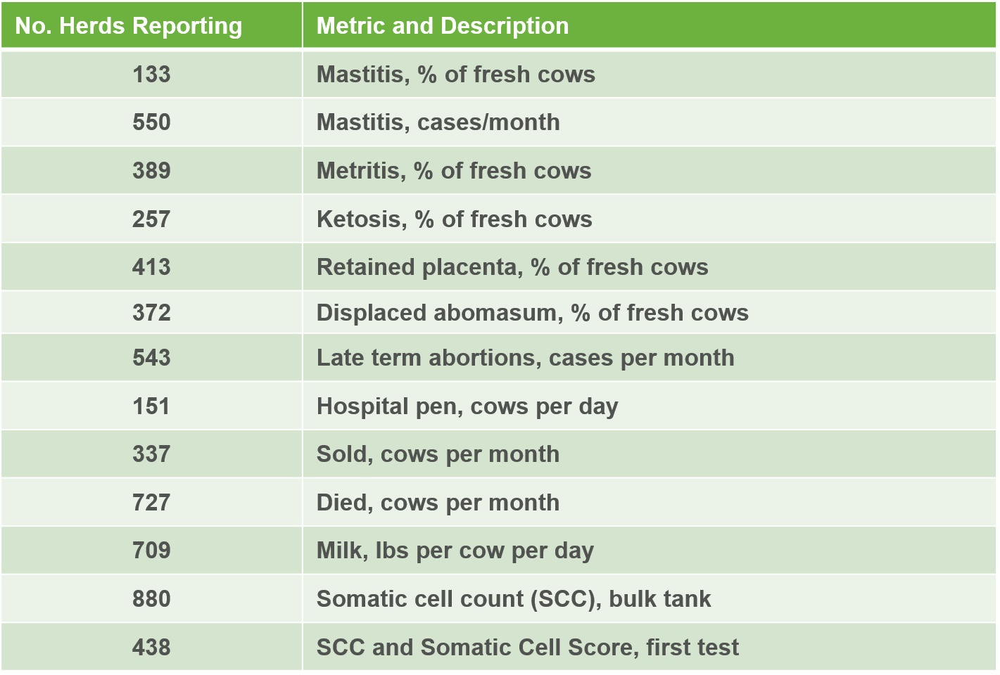 No. Herds Reporting Metric and Description
133 Mastitis, % of fresh cows
550 Mastitis, cases/month
389 Metritis, % of fresh cows
257 Ketosis, % of fresh cows
413 Retained placenta, % of fresh cows
372 Displaced abomasum, % of fresh cows
543 Late term abortions, cases per month
151 Hospital pen, cows per day
337 Sold, cows per month
727 Died, cows per month
709 Milk, lbs per cow per day
880 Somatic cell count (SCC), bulk tank
438 SCC and Somatic Cell Score, first test